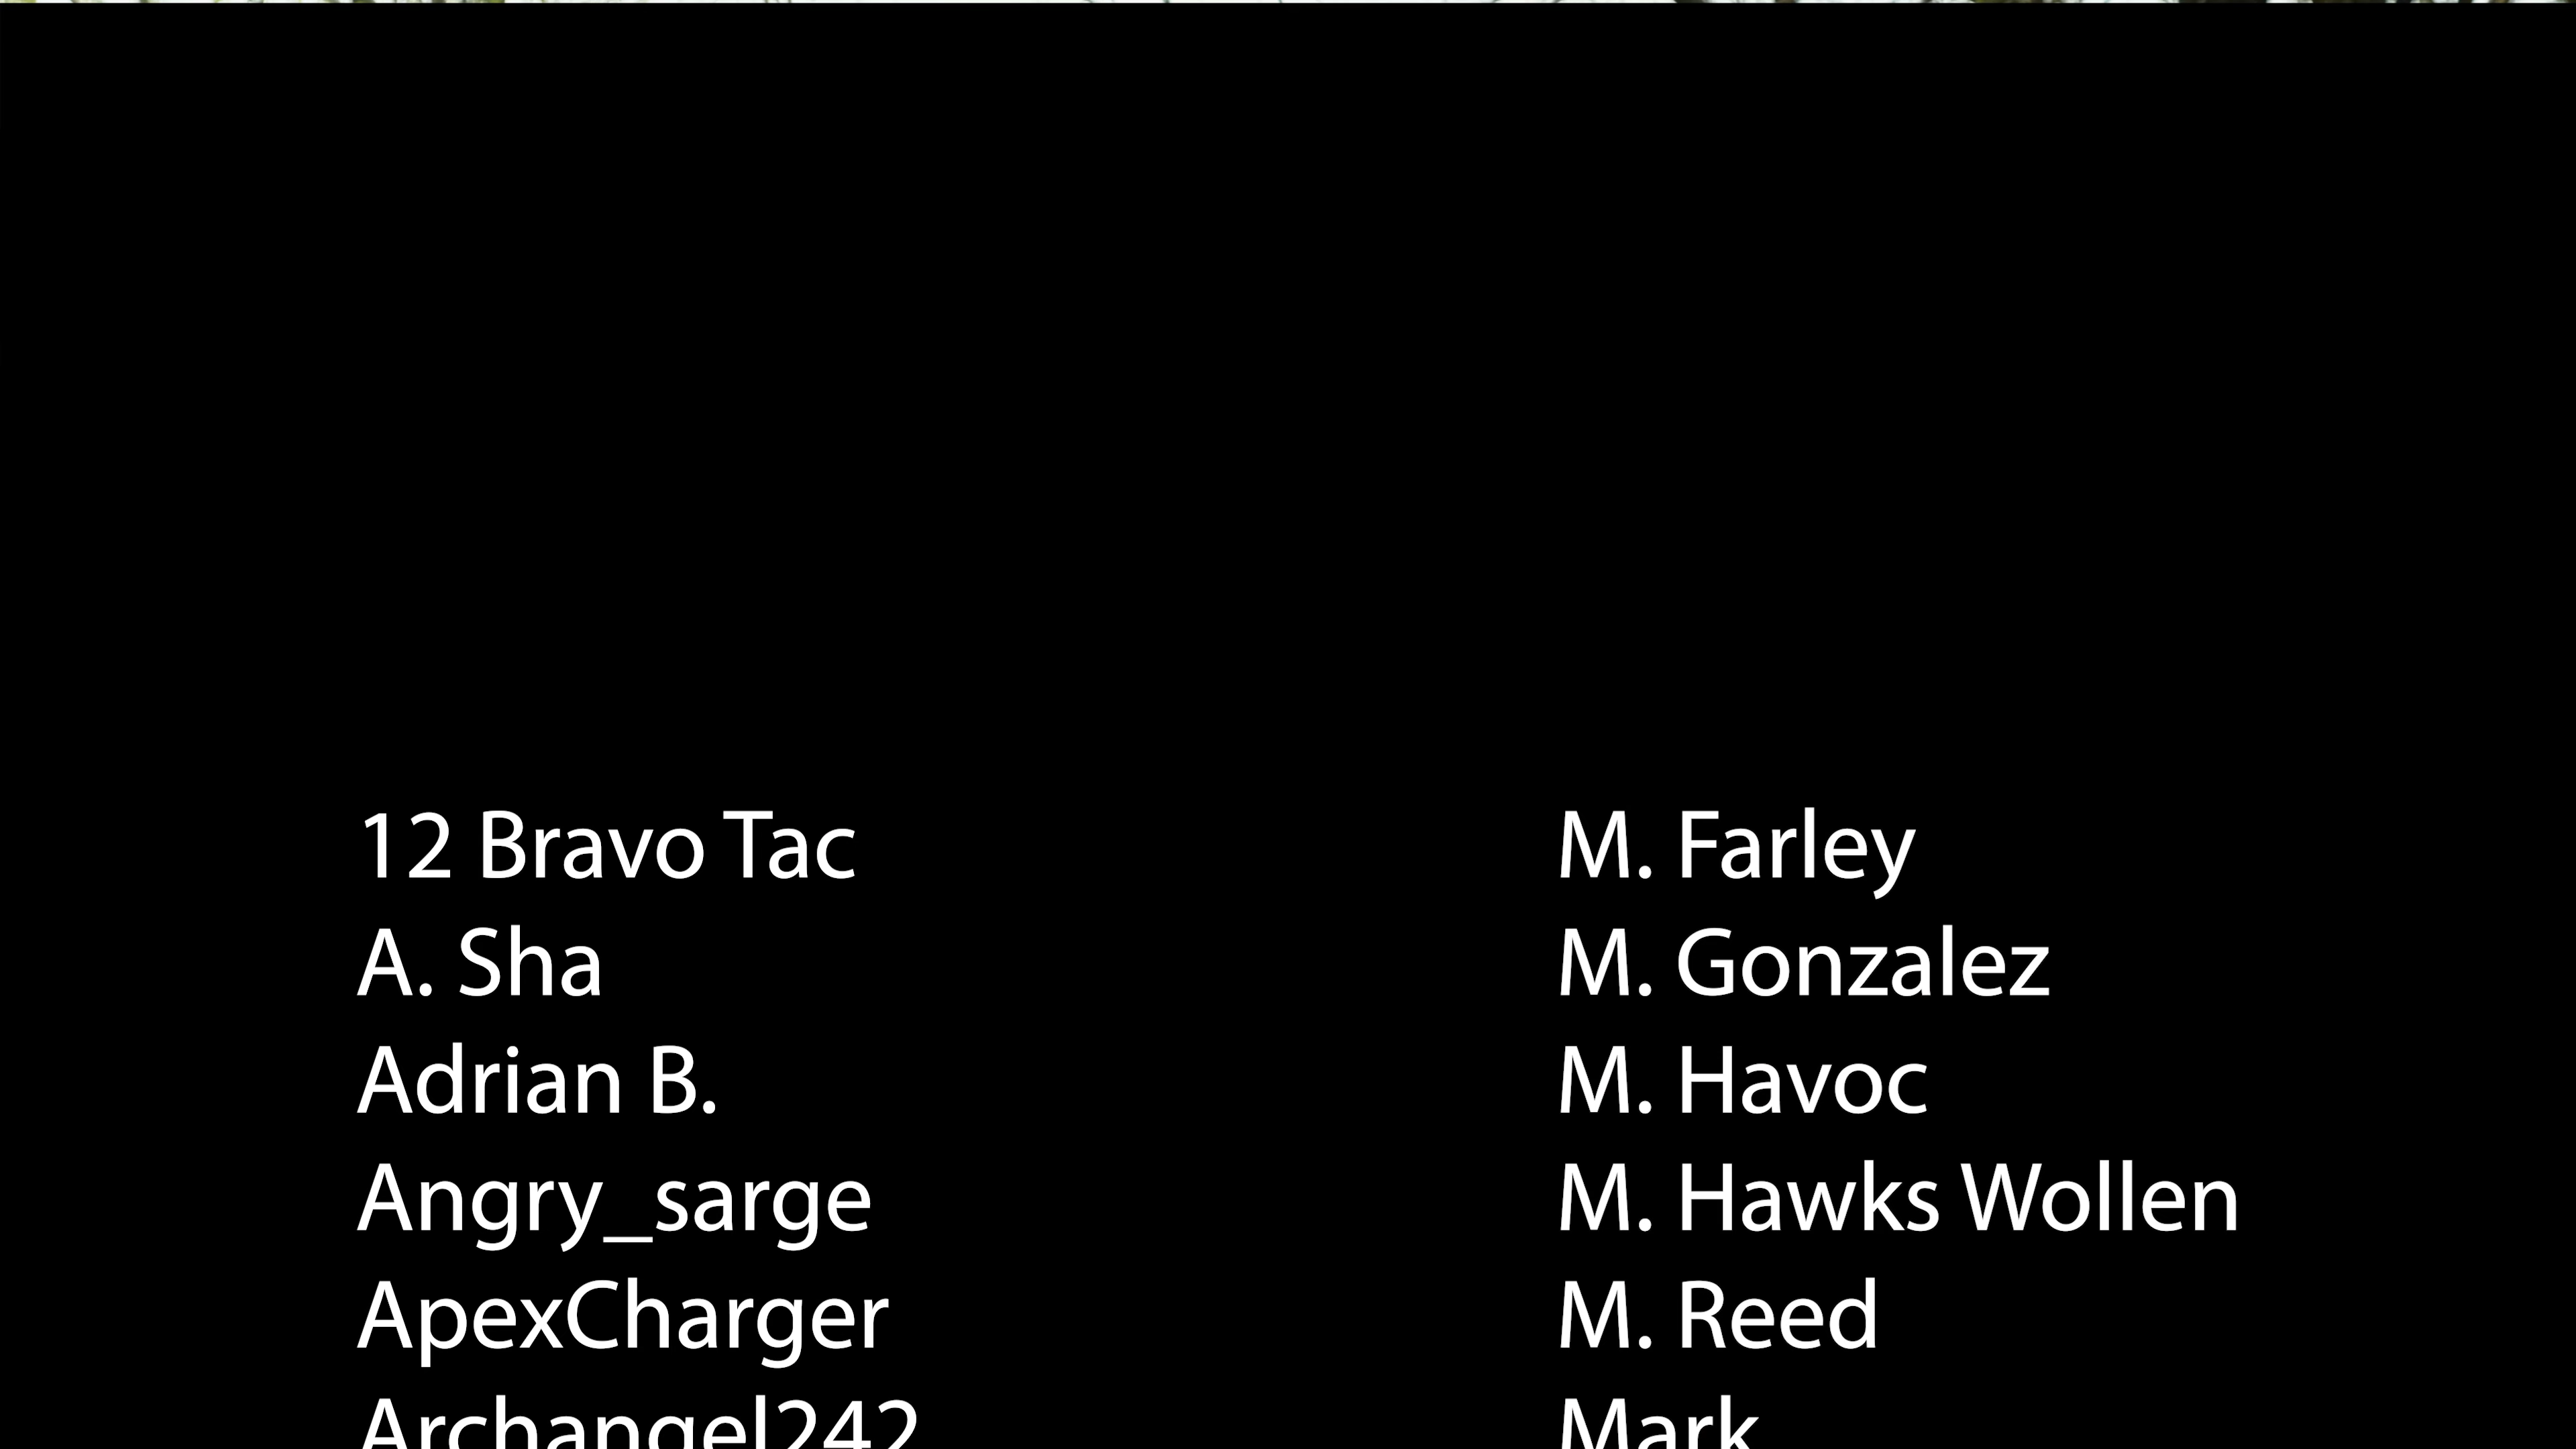 12 Bravo Tac
A. Sha
Adrian B.
Angry_sarge
ApexCharger
Archangel242
M. Farley
M. Gonzalez
M. Havoc
M. Hawks Wollen
M. Reed
Mark